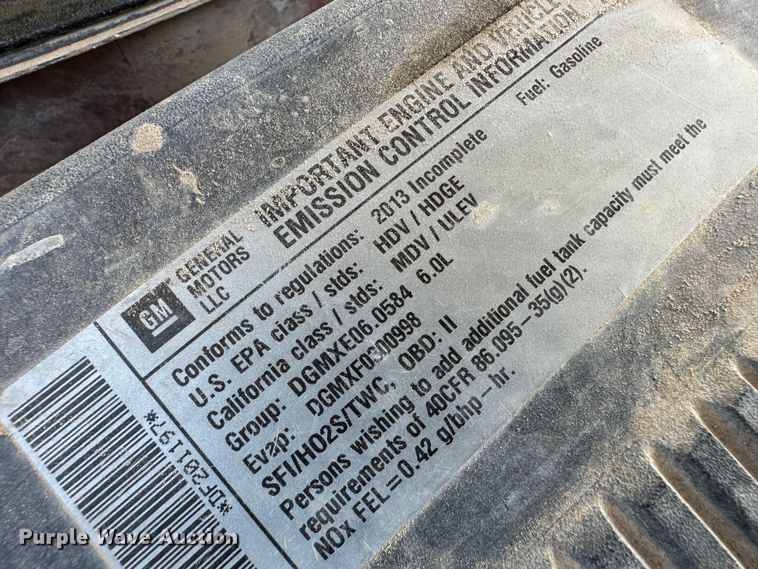 GM
GENERAL
MOTORS
LLC
IMPORTANT ENGINE AND VEHICLE
EMISSION CONTROL INFORMATION
Conforms to regulations: 2013 Incomplete
Fuel: Gasoline
U.S. EPA class / stds: HDV / HDGE
California class / stds: MDV / ULEV
Group: DGMXE06.0584 6.0L
Evap: DGMXF0300998
SFI/HO2S/TWC, OBD: II
Persons wishing to add additional fuel tank capacity must meet the
requirements of 40CFR 86.095-35(g)(2).
NOx FEL=0.42 g/bhp-hr.
*DF201197*
Purple Wave Auction